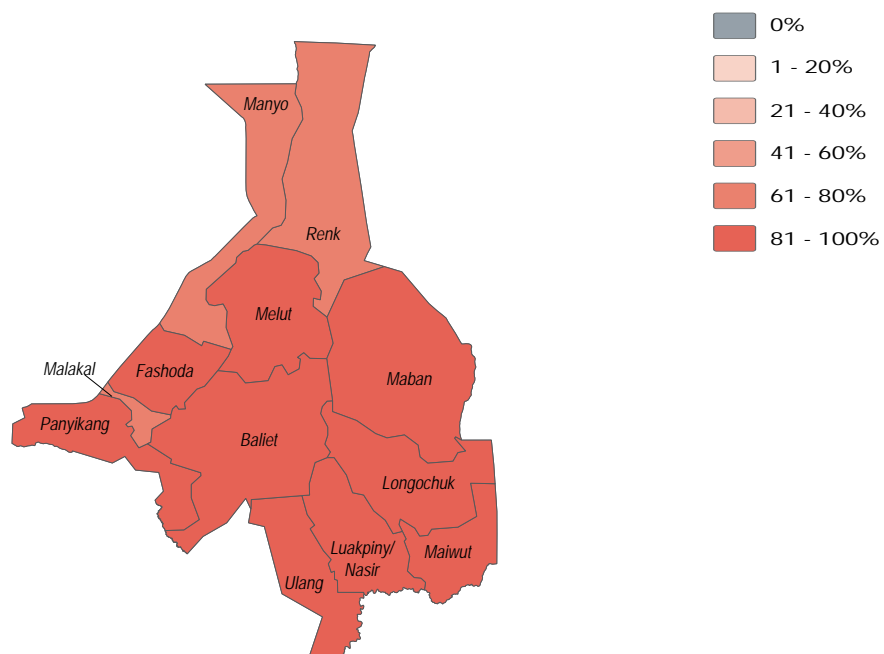 0%
1 - 20%
21 - 40%
41 - 60%
61 - 80%
81 - 100%
Manyo
Renk
Melut
Malakal
Fashoda
Maban
Panyikang
Baliet
Longochuk
Luakpiny/
Nasir
Maiwut
Ulang